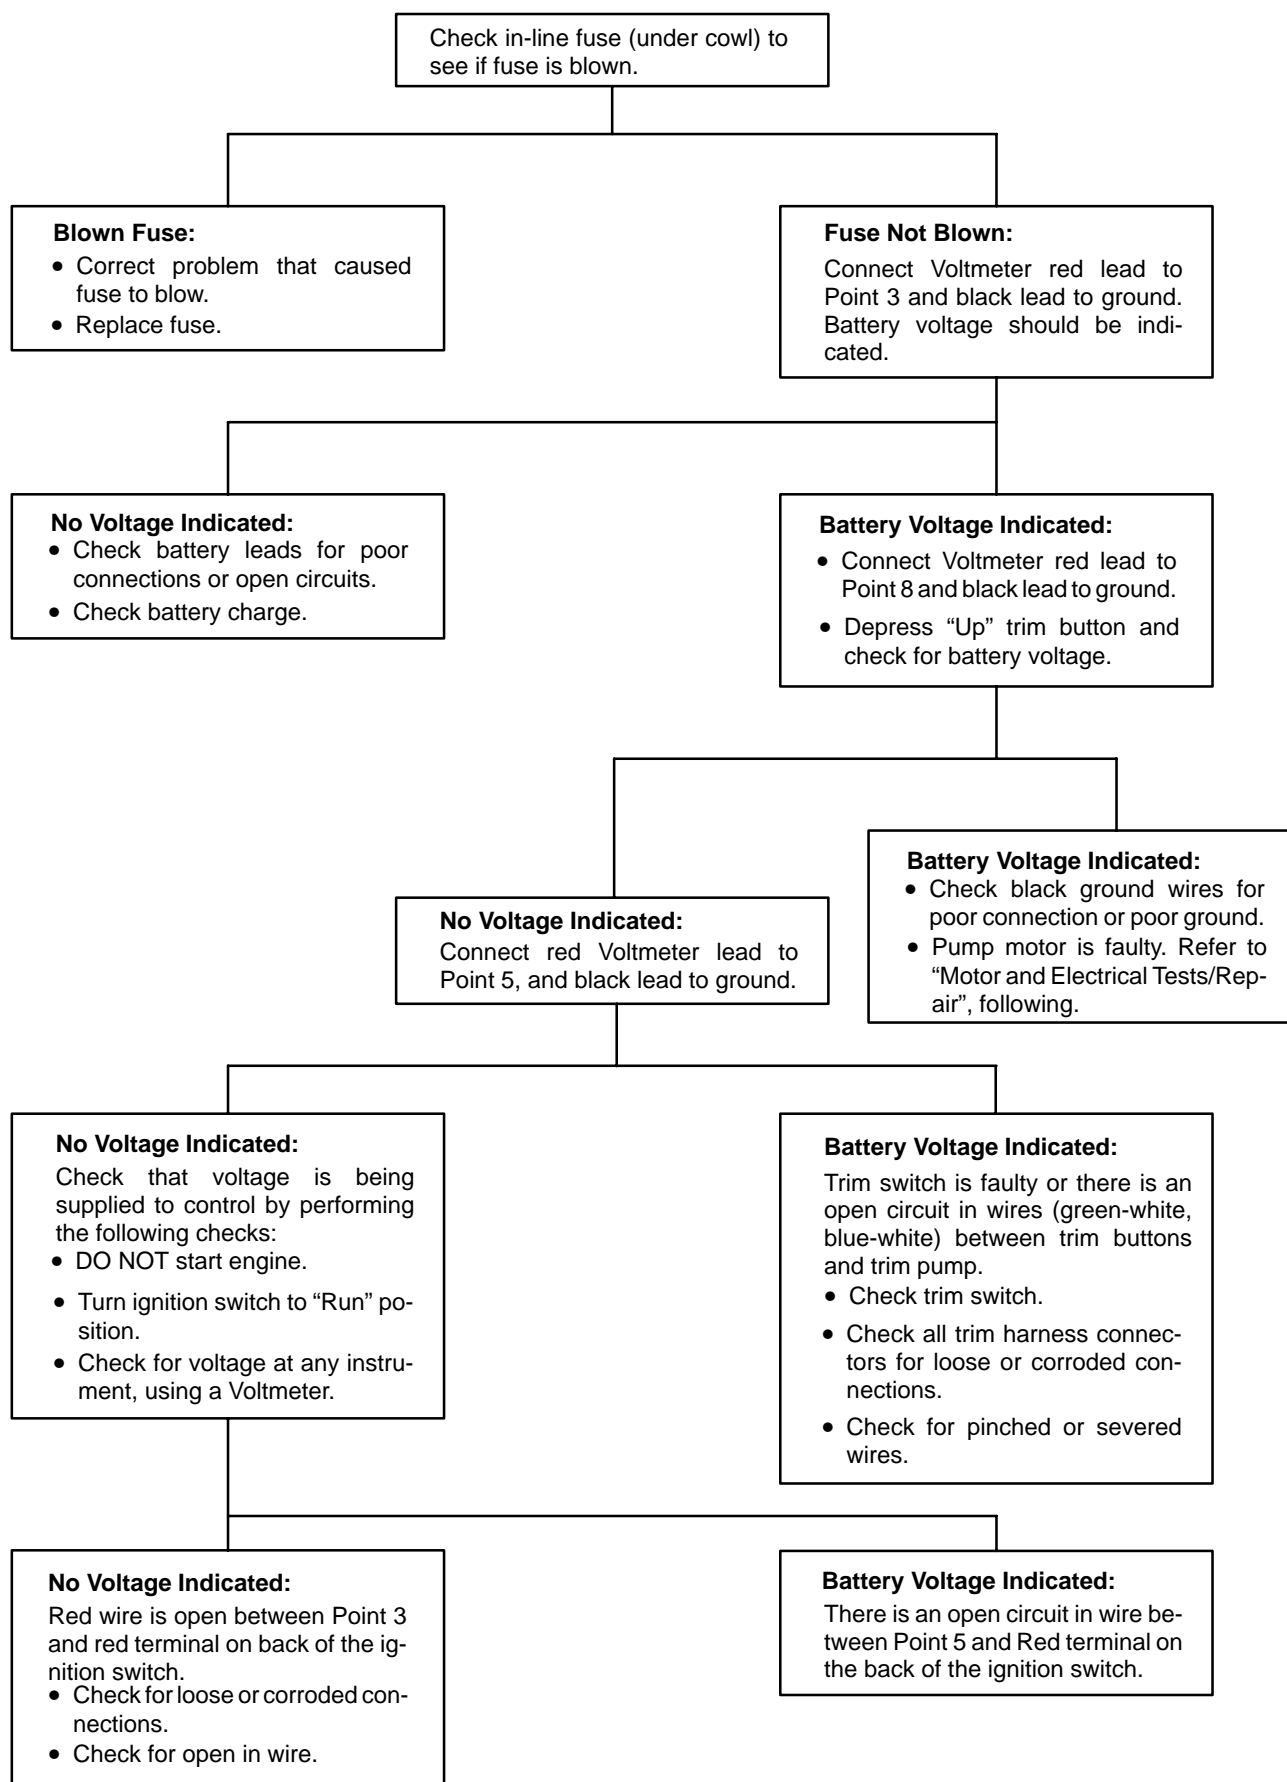 Check in-line fuse (under cowl) to
see if fuse is blown.
Blown Fuse:
• Correct problem that caused
fuse to blow.
• Replace fuse.
Fuse Not Blown:
Connect Voltmeter red lead to
Point 3 and black lead to ground.
Battery voltage should be indi-
cated.
No Voltage Indicated:
• Check battery leads for poor
connections or open circuits.
• Check battery charge.
Battery Voltage Indicated:
• Connect Voltmeter red lead to
Point 8 and black lead to ground.
• Depress “Up” trim button and
check for battery voltage.
No Voltage Indicated:
Connect red Voltmeter lead to
Point 5, and black lead to ground.
Battery Voltage Indicated:
• Check black ground wires for
poor connection or poor ground.
• Pump motor is faulty. Refer to
“Motor and Electrical Tests/Rep-
air”, following.
No Voltage Indicated:
Check that voltage is being
supplied to control by performing
the following checks:
• DO NOT start engine.
• Turn ignition switch to “Run” po-
sition.
• Check for voltage at any instru-
ment, using a Voltmeter.
Battery Voltage Indicated:
Trim switch is faulty or there is an
open circuit in wires (green-white,
blue-white) between trim buttons
and trim pump.
• Check trim switch.
• Check all trim harness connec-
tors for loose or corroded con-
nections.
• Check for pinched or severed
wires.
No Voltage Indicated:
Red wire is open between Point 3
and red terminal on back of the ig-
nition switch.
• Check for loose or corroded con-
nections.
• Check for open in wire.
Battery Voltage Indicated:
There is an open circuit in wire be-
tween Point 5 and Red terminal on
the back of the ignition switch.